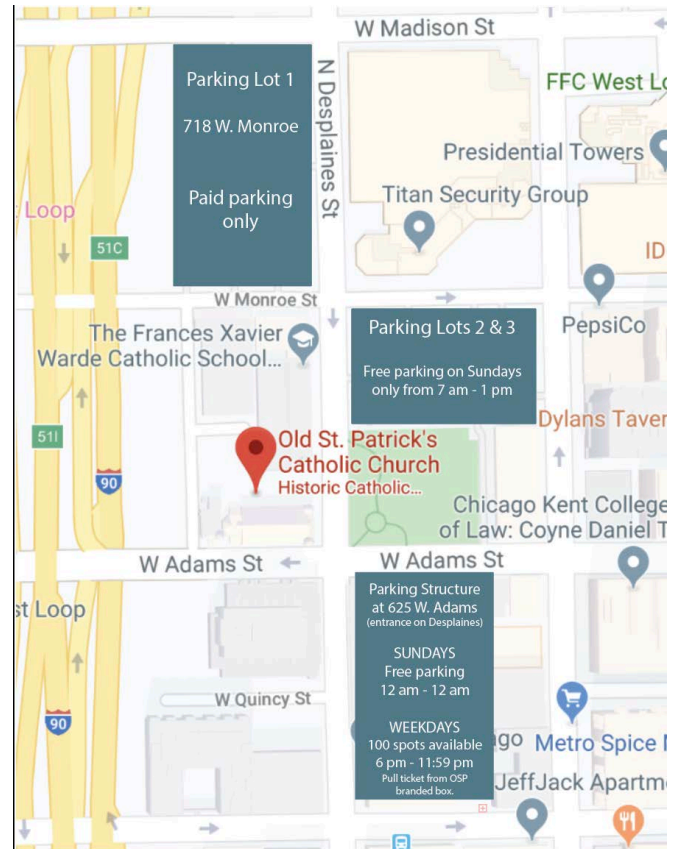 W Madison St
Parking Lot 1
718 W. Monroe
Paid parking
only
N Desplaines St
FFC West Lo
Presidential Towers
Titan Security Group
Loop
51C
ID
W Monroe St
The Frances Xavier
Warde Catholic School...
Parking Lots 2 & 3
Free parking on Sundays
only from 7 am - 1 pm
PepsiCo
Dylans Taver
51I
90
Old St. Patrick's
Catholic Church
Historic Catholic...
Chicago Kent College
of Law: Coyne Daniel T
W Adams St
W Adams St
Parking Structure
at 625 W. Adams
(entrance on Desplaines)
SUNDAYS
Free parking
12 am - 12 am
WEEKDAYS
100 spots available
6 pm - 11:59 pm
Pull ticket from OSP
branded box.
st Loop
W Quincy St
90
go
Metro Spice
JeffJack Apartm